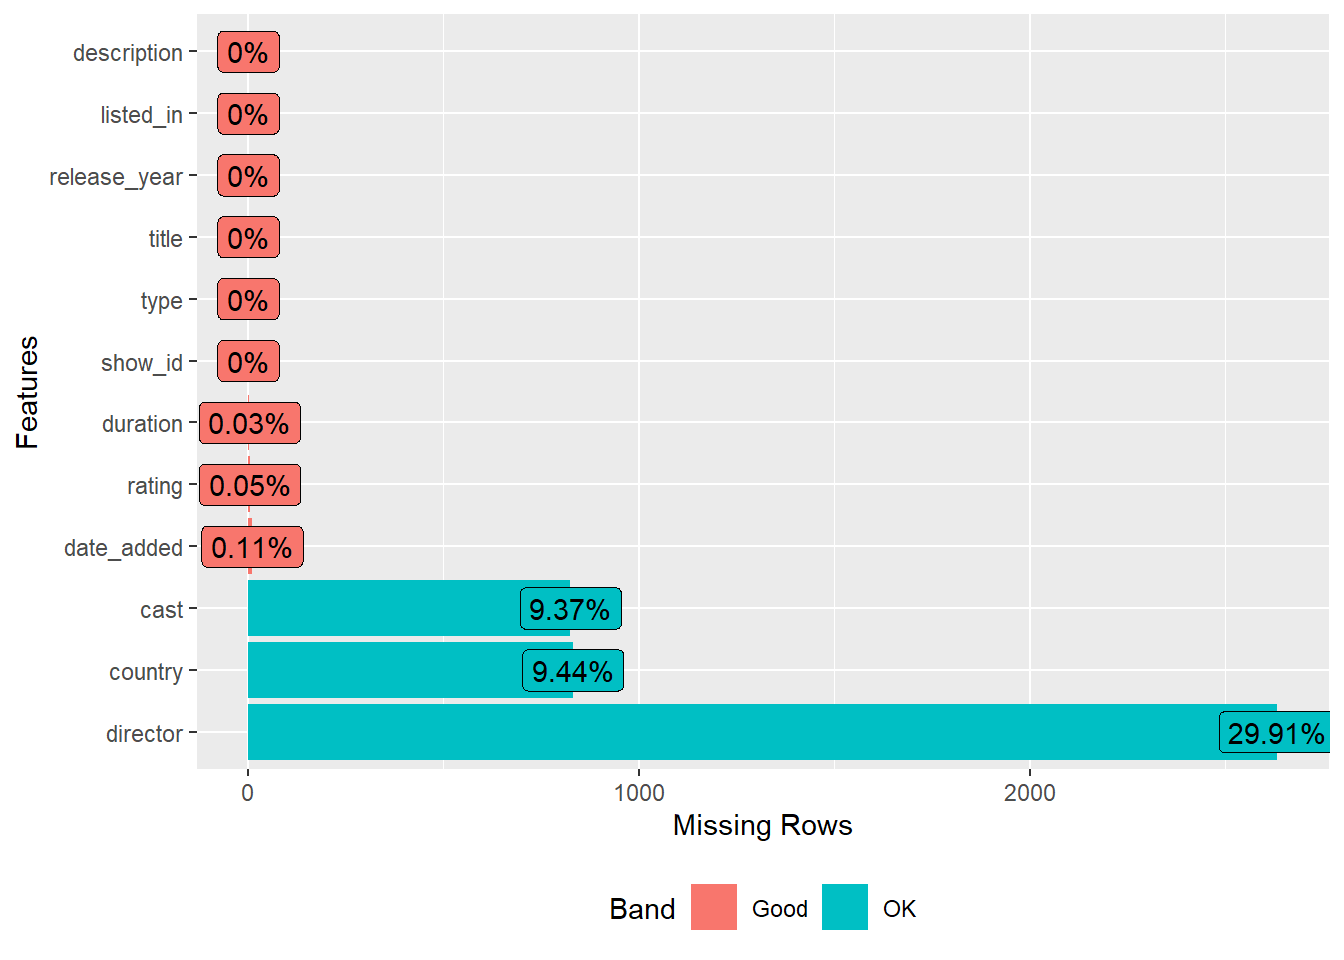 Features
description 0%
listed_in 0%
release_year 0%
title 0%
type 0%
show_id 0%
duration 0.03%
rating 0.05%
date_added 0.11%
cast 9.37%
country 9.44%
director 29.91%
0 1000 2000
Missing Rows
Band Good OK